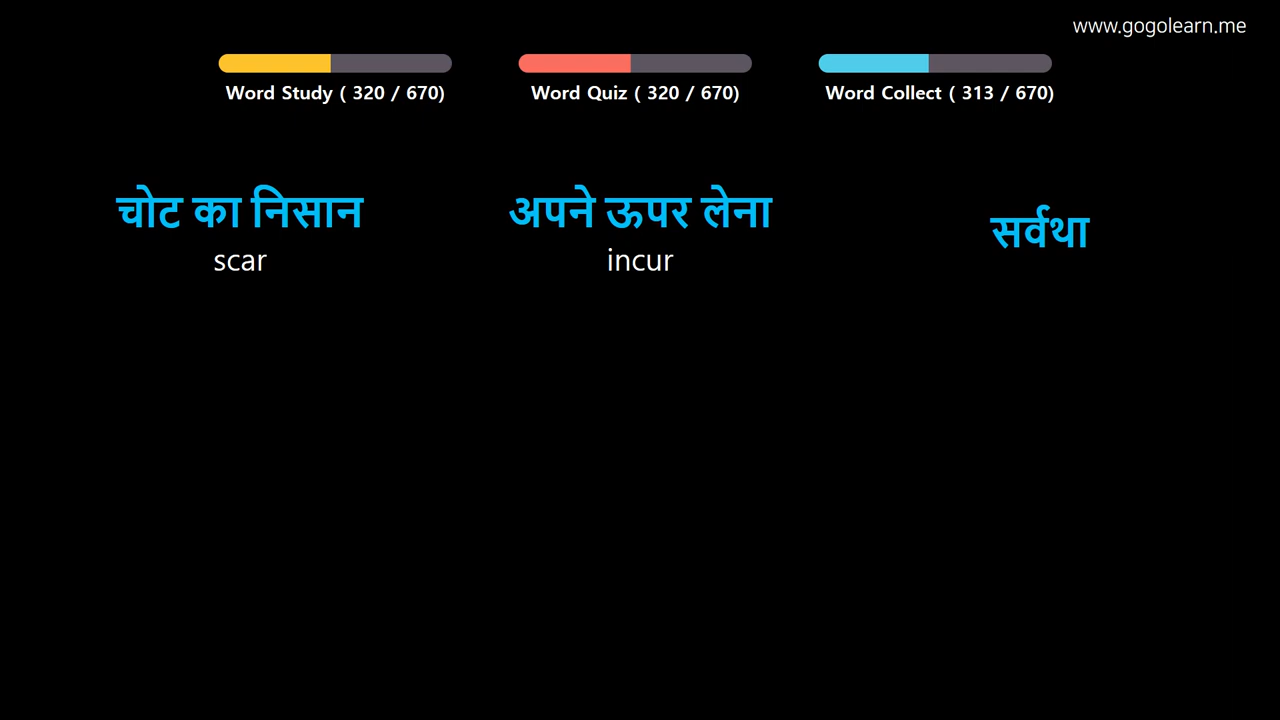 www.gogolearn.me
Word Study ( 320 / 670)
Word Quiz ( 320 / 670)
Word Collect ( 313 / 670)
चोट का निसान
scar
अपने ऊपर लेना
incur
सर्वथा